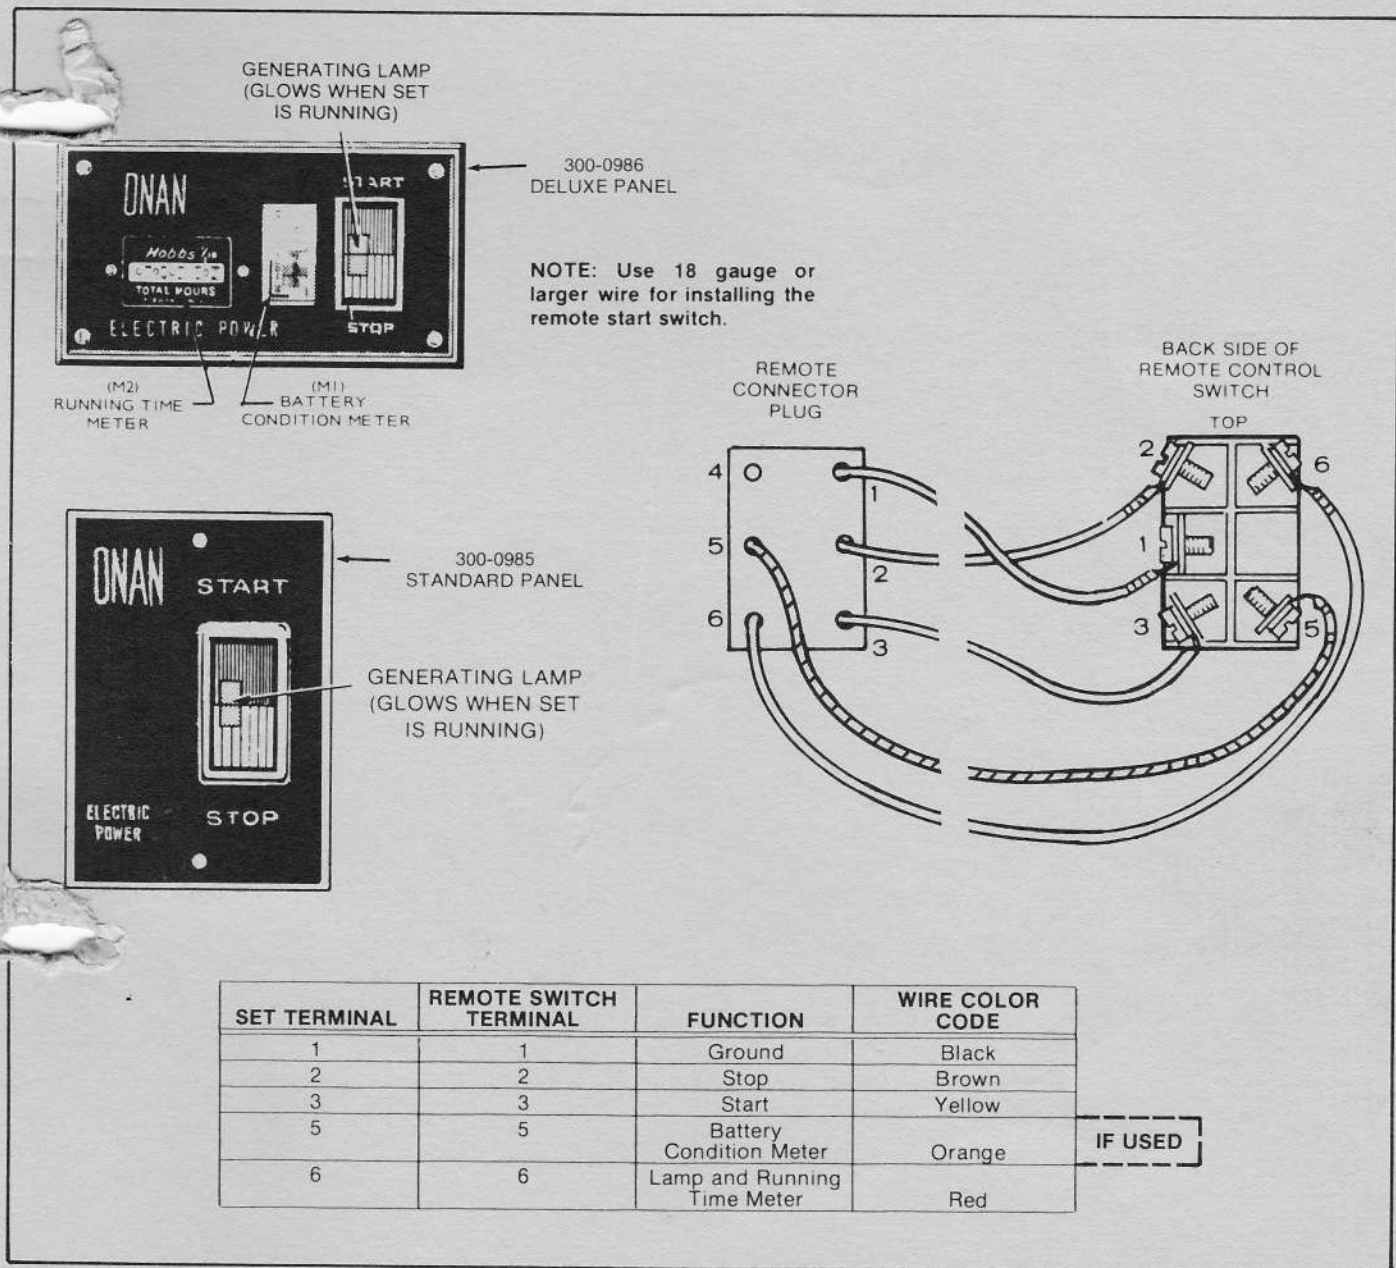 GENERATING LAMP
(GLOWS WHEN SET
IS RUNNING)
300-0986
DELUXE PANEL
ONAN
START
Hobbs
TOTAL HOURS
ELECTRIC POWER
STOP
(M2)
RUNNING TIME
METER
(M1)
BATTERY
CONDITION METER
NOTE: Use 18 gauge or
larger wire for installing the
remote start switch.
REMOTE
CONNECTOR
PLUG
4
1
5
2
6
3
BACK SIDE OF
REMOTE CONTROL
SWITCH
TOP
2
6
1
3
5
ONAN
START
300-0985
STANDARD PANEL
GENERATING LAMP
(GLOWS WHEN SET
IS RUNNING)
ELECTRIC
POWER
STOP
SET TERMINAL REMOTE SWITCH TERMINAL FUNCTION WIRE COLOR CODE
1 1 Ground Black
2 2 Stop Brown
3 3 Start Yellow
5 5 Battery Condition Meter Orange
IF USED
6 6 Lamp and Running Time Meter Red